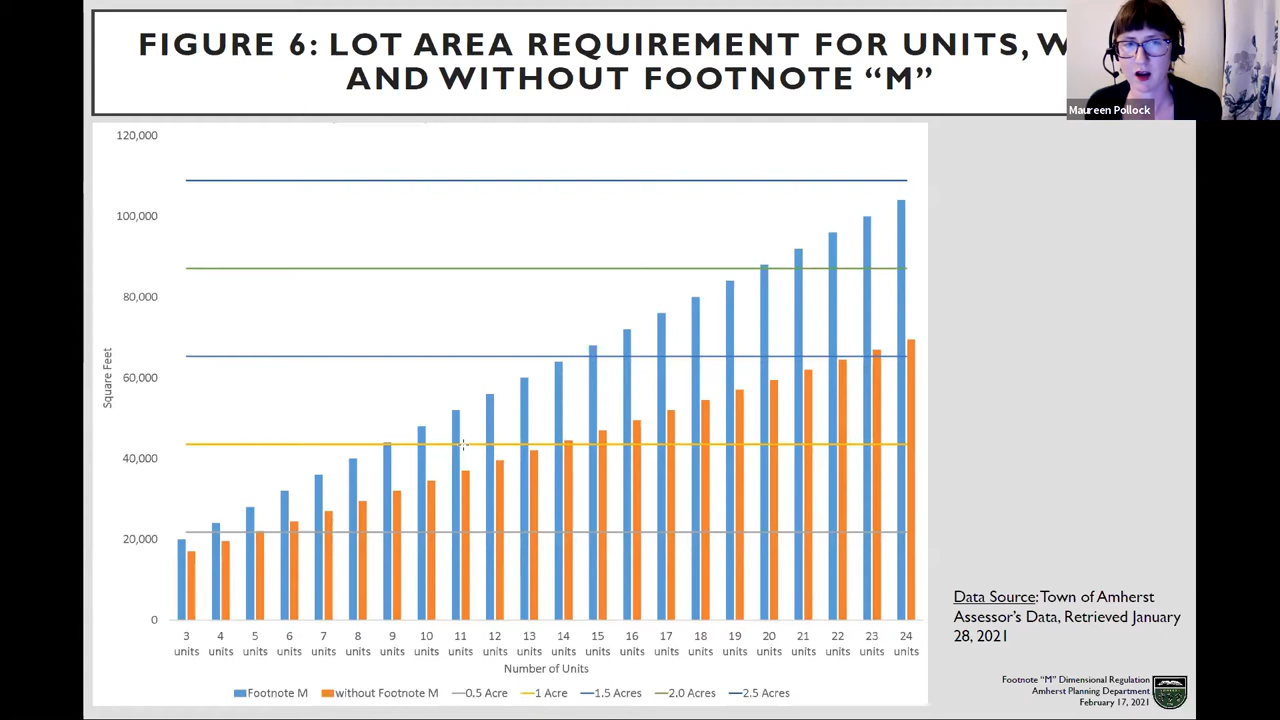 FIGURE 6: LOT AREA REQUIREMENT FOR UNITS, W
AND WITHOUT FOOTNOTE “M”
Maureen Pollock
120,000
100,000
80,000
60,000
40,000
20,000
0
Square Feet
3 units
4 units
5 units
6 units
7 units
8 units
9 units
10 units
11 units
12 units
13 units
14 units
15 units
16 units
17 units
18 units
19 units
20 units
21 units
22 units
23 units
24 units
Number of Units
Footnote M without Footnote M 0.5 Acre 1 Acre 1.5 Acres 2.0 Acres 2.5 Acres
Data Source: Town of Amherst
Assessor’s Data, Retrieved January
28, 2021
Footnote “M” Dimensional Regulation
Amherst Planning Department
February 17, 2021